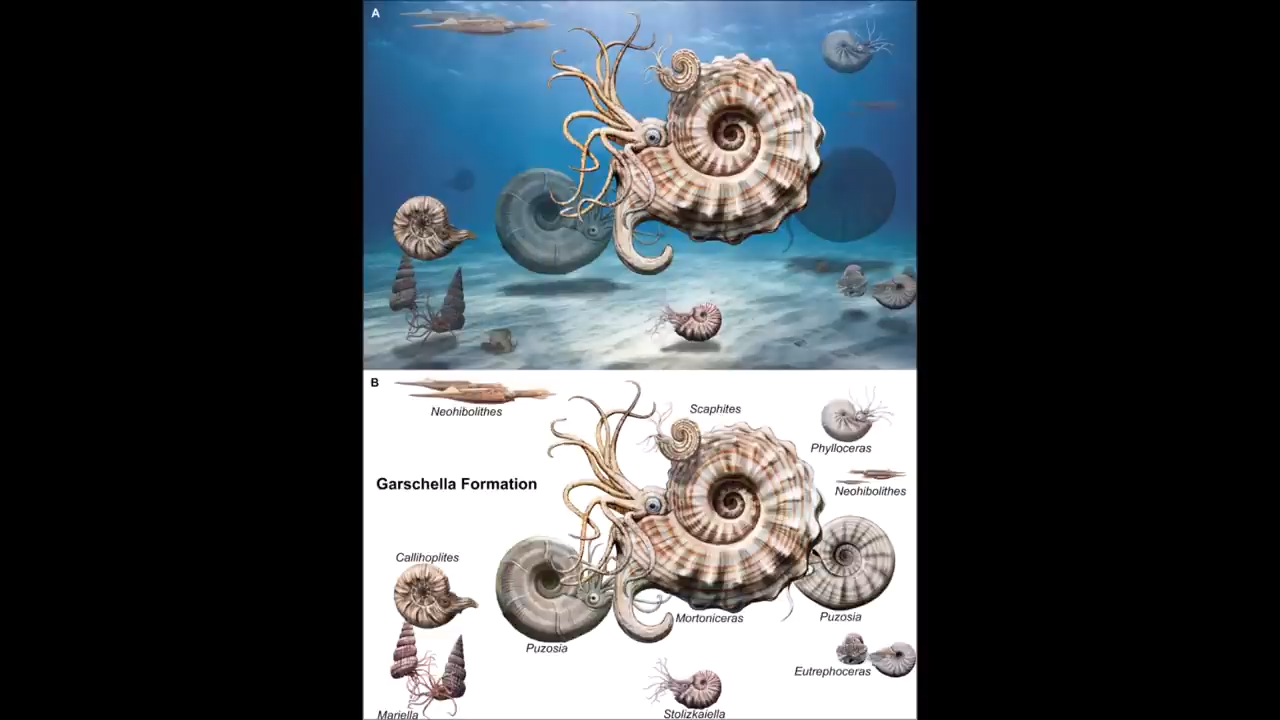 A
B
Neohibolithes
Scaphites
Phylloceras
Garschella Formation
Neohibolithes
Callihoplites
Mortoniceras
Puzosia
Puzosia
Eutrephoceras
Mariella
Stolizkaiella